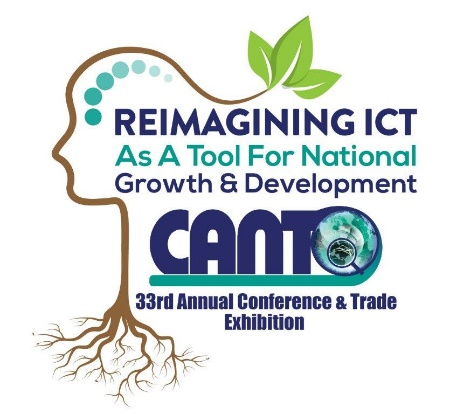 REIMAGINING ICT
As A Tool For National
Growth & Development
CANTO
33rd Annual Conference & Trade
Exhibition